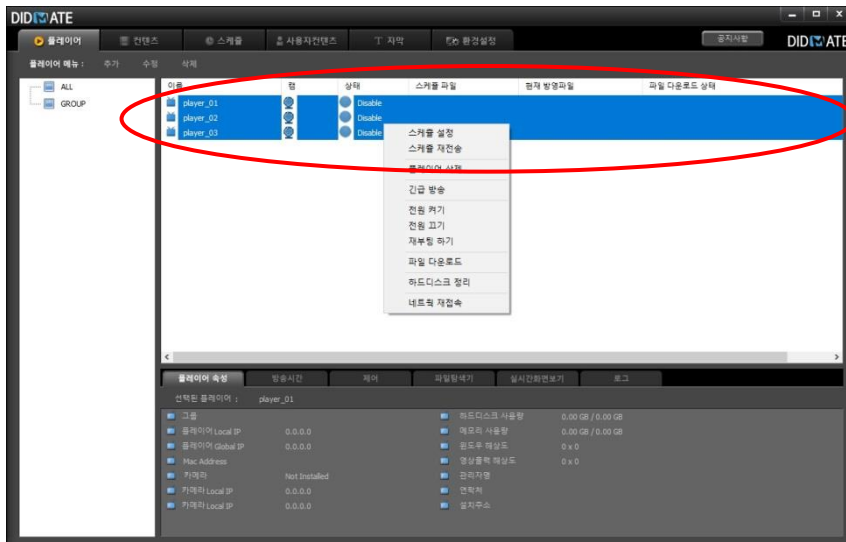 DIDMATE
플레이어 컨텐츠 스케쥴 사용자컨텐츠 자막 환경설정 공지사항 DIDMATE
플레이어 메뉴 : 추가 수정 삭제
ALL
GROUP
이름 캠 상태 스케쥴 파일 현재 방영파일 파일 다운로드 상태
player_01 Disable
player_02 Disable
player_03 Disable
스케쥴 설정
스케쥴 재전송
플레이어 삭제
긴급 방송
전원 켜기
전원 끄기
재부팅 하기
파일 다운로드
하드디스크 정리
네트웍 재접속
플레이어 속성 방송시간 제어 파일탐색기 실시간화면보기 로그
선택된 플레이어 : player_01
그룹 하드디스크 사용량 0.00 GB / 0.00 GB
플레이어 Local IP 0.0.0.0 메모리 사용량 0.00 GB / 0.00 GB
플레이어 Global IP 0.0.0.0 윈도우 해상도 0 x 0
Mac Address 영상출력 해상도 0 x 0
카메라 Not Installed 관리자명
카메라 Local IP 0.0.0.0 연락처
카메라 Local IP 0.0.0.0 설치주소